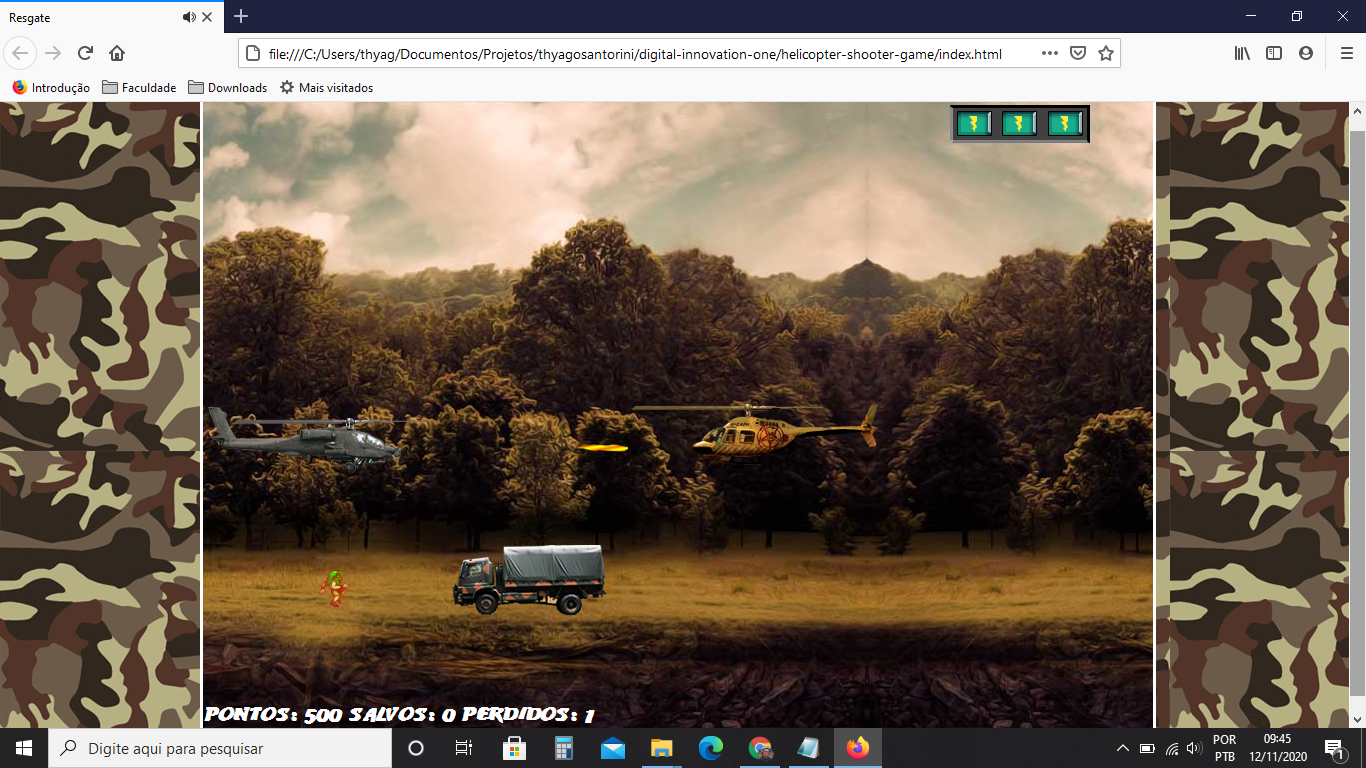 Resgate
file:///C:/Users/thyag/Documentos/Projetos/thyagosantorini/digital-innovation-one/helicopter-shooter-game/index.html
Introdução Faculdade Downloads Mais visitados
PONTOS: 500 SALVOS: 0 PERDIDOS: 1
Digite aqui para pesquisar
POR 09:45
PTB 12/11/2020 1